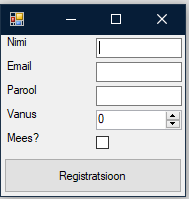 Nimi
Email
Parool
Vanus 0
Mees?
Registratsioon